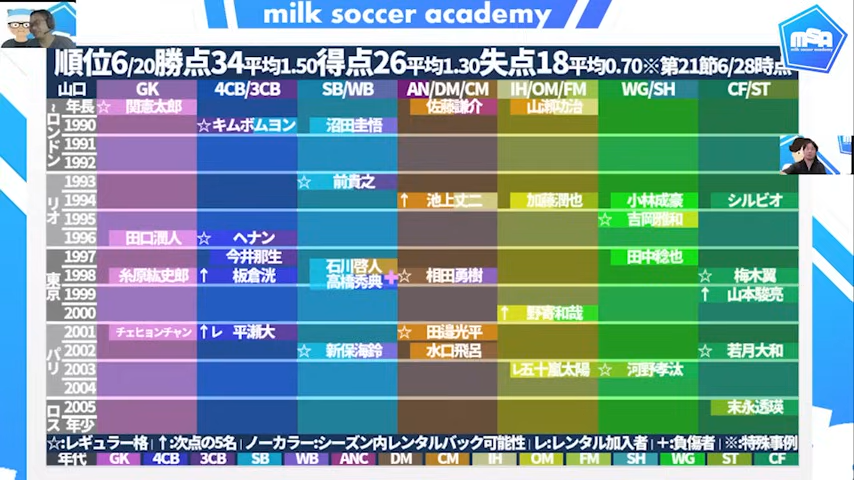 milk soccer academy
MSA
milk soccer academy
順位6/20勝点34平均1.50得点26平均1.30失点18平均0.70※第21節6/28時点
山口 GK 4CB/3CB SB/WB AN/DM/CM IH/OM/FM WG/SH CF/ST
~年長 ☆ 関憲太郎 佐藤謙介 山瀬功治
ロンドン
1990 ☆キムボムヨン 沼田圭悟
1991
1992
リオ
1993 ☆ 前貴之
1994 ↑ 池上丈二 加藤潤也 小林成豪 シルビオ
1995 ☆ 吉岡雅和
1996 田口潤人 ☆ ヘナン
東京
1997 今井那生 石川啓人 田中稔也
1998 糸原紘史郎 ↑ 板倉洸 高橋秀典+ ☆ 相田勇樹 ☆ 梅木翼
1999 ↑ 山本駿亮
2000 ↑ 野寄和哉
パリ
2001 チェヒョンチャン ↑レ 平瀬大 ☆ 田邉光平
2002 ☆ 新保海鈴 水口飛呂 ☆ 若月大和
2003 レ五十嵐太陽 ☆ 河野孝汰
2004
ロス
2005 末永透瑛
年少
☆:レギュラー格 | ↑:次点の5名 | ノーカラー:シーズン内レンタルバック可能性 | レ:レンタル加入者 | +:負傷者 | ※:特殊事例
年代 GK 4CB 3CB SB WB ANC DM CM IH OM FM SH WG ST CF